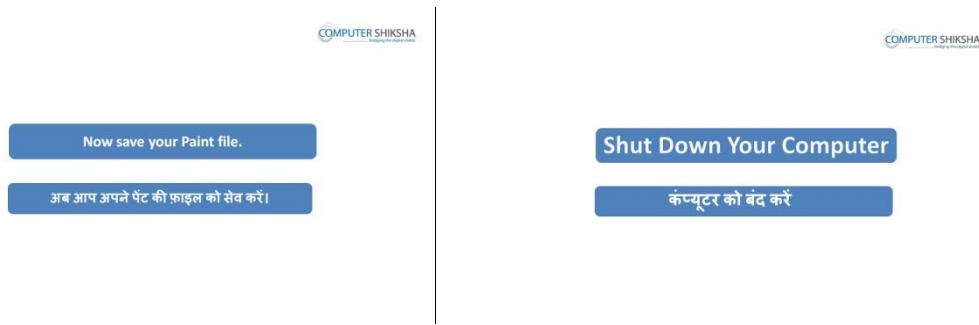 COMPUTER SHIKSHA
Now save your Paint file.
अब आप अपने पेंट की फ़ाइल को सेव करें।
COMPUTER SHIKSHA
Shut Down Your Computer
कंप्यूटर को बंद करें